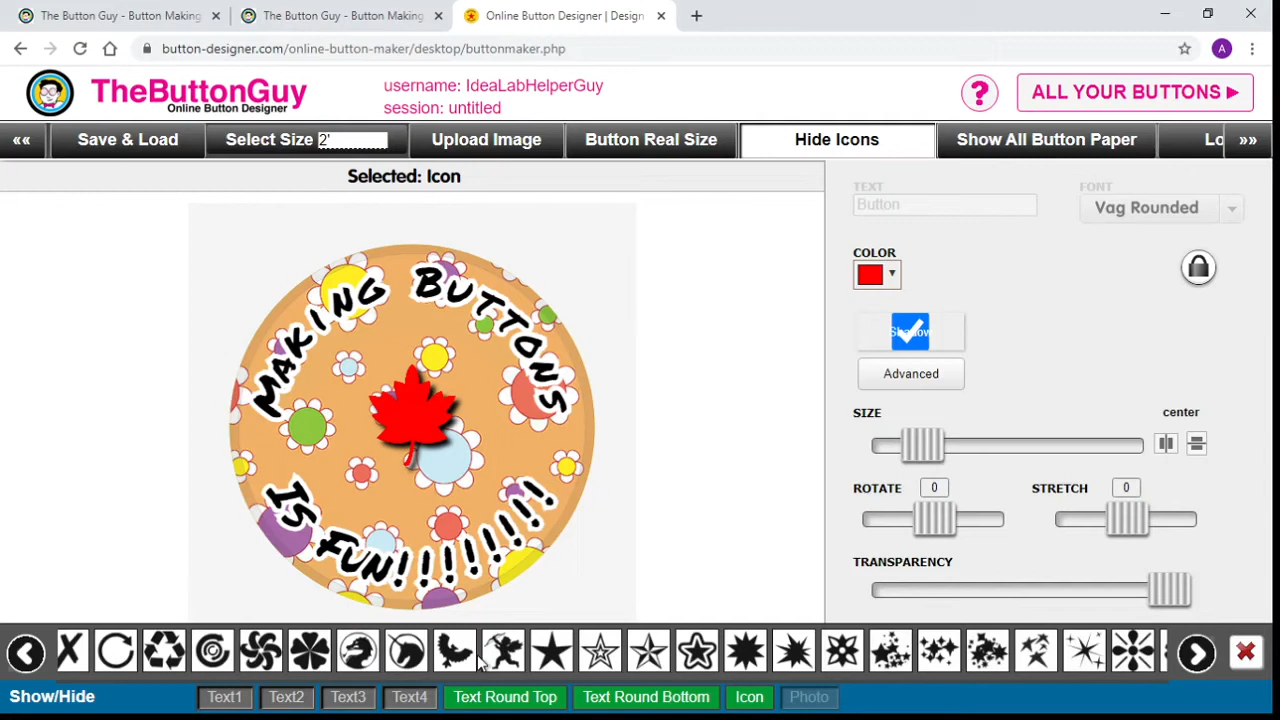 The Button Guy - Button Making
The Button Guy - Button Making
Online Button Designer | Design
button-designer.com/online-button-maker/desktop/buttonmaker.php
A
TheButtonGuy
Online Button Designer
username: IdeaLabHelperGuy
session: untitled
?
ALL YOUR BUTTONS ▶
«« Save & Load Select Size 2" Upload Image Button Real Size Hide Icons Show All Button Paper Lo »»
Selected: Icon
TEXT
Button
FONT
Vag Rounded
COLOR
Shadow
Advanced
SIZE
center
ROTATE 0
STRETCH 0
TRANSPARENCY
MAKING BUTTONS
IS FUN!!!!!!!
Show/Hide Text1 Text2 Text3 Text4 Text Round Top Text Round Bottom Icon Photo